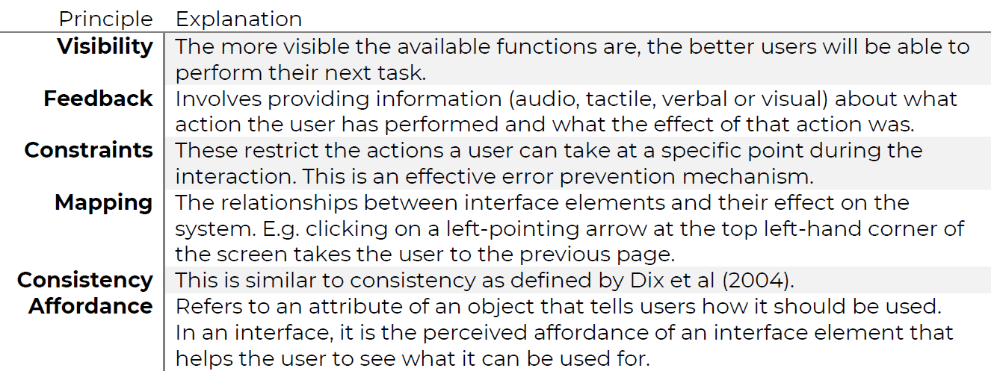 Principle Explanation
Visibility The more visible the available functions are, the better users will be able to
perform their next task.
Feedback Involves providing information (audio, tactile, verbal or visual) about what
action the user has performed and what the effect of that action was.
Constraints These restrict the actions a user can take at a specific point during the
interaction. This is an effective error prevention mechanism.
Mapping The relationships between interface elements and their effect on the
system. E.g. clicking on a left-pointing arrow at the top left-hand corner of
the screen takes the user to the previous page.
Consistency This is similar to consistency as defined by Dix et al (2004).
Affordance Refers to an attribute of an object that tells users how it should be used.
In an interface, it is the perceived affordance of an interface element that
helps the user to see what it can be used for.